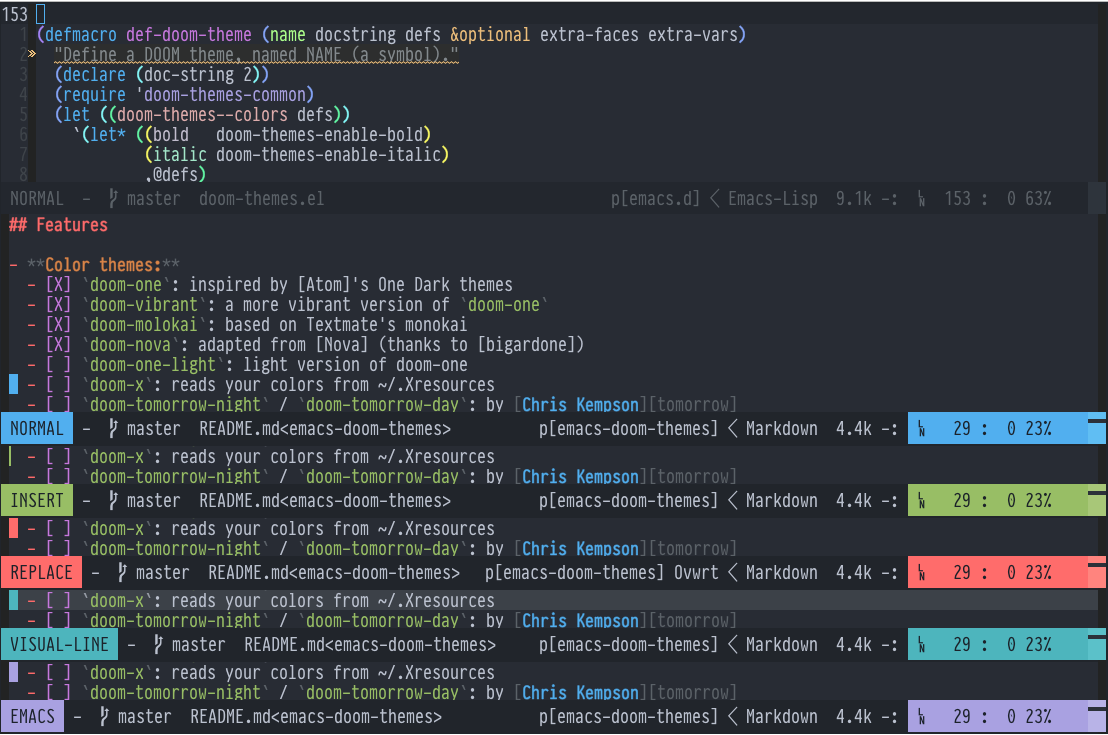 153
1 (defmacro def-doom-theme (name docstring defs &optional extra-faces extra-vars)
2 » "Define a DOOM theme, named NAME (a symbol)."
3 (declare (doc-string 2))
4 (require 'doom-themes-common)
5 (let ((doom-themes--colors defs))
6 `(let* ((bold doom-themes-enable-bold)
7 (italic doom-themes-enable-italic)
8 ,@defs)
NORMAL - master doom-themes.el p[emacs.d] < Emacs-Lisp 9.1k -: LN 153 : 0 63%
## Features
- **Color themes:**
- [X] `doom-one`: inspired by [Atom]'s One Dark themes
- [X] `doom-vibrant`: a more vibrant version of `doom-one`
- [X] `doom-molokai`: based on Textmate's monokai
- [X] `doom-nova`: adapted from [Nova] (thanks to [bigardone])
- [ ] `doom-one-light`: light version of doom-one
- [ ] `doom-x`: reads your colors from ~/.Xresources
- [ ] `doom-tomorrow-night` / `doom-tomorrow-day`: by [Chris Kempson][tomorrow]
NORMAL - master README.md<emacs-doom-themes> p[emacs-doom-themes] < Markdown 4.4k -: LN 29 : 0 23%
- [ ] `doom-x`: reads your colors from ~/.Xresources
- [ ] `doom-tomorrow-night` / `doom-tomorrow-day`: by [Chris Kempson][tomorrow]
INSERT - master README.md<emacs-doom-themes> p[emacs-doom-themes] < Markdown 4.4k -: LN 29 : 0 23%
- [ ] `doom-x`: reads your colors from ~/.Xresources
- [ ] `doom-tomorrow-night` / `doom-tomorrow-day`: by [Chris Kempson][tomorrow]
REPLACE - master README.md<emacs-doom-themes> p[emacs-doom-themes] Ovwrt < Markdown 4.4k -: LN 29 : 0 23%
- [ ] `doom-x`: reads your colors from ~/.Xresources
- [ ] `doom-tomorrow-night` / `doom-tomorrow-day`: by [Chris Kempson][tomorrow]
VISUAL-LINE - master README.md<emacs-doom-themes> p[emacs-doom-themes] < Markdown 4.4k -: LN 29 : 0 23%
- [ ] `doom-x`: reads your colors from ~/.Xresources
- [ ] `doom-tomorrow-night` / `doom-tomorrow-day`: by [Chris Kempson][tomorrow]
EMACS - master README.md<emacs-doom-themes> p[emacs-doom-themes] < Markdown 4.4k -: LN 29 : 0 23%